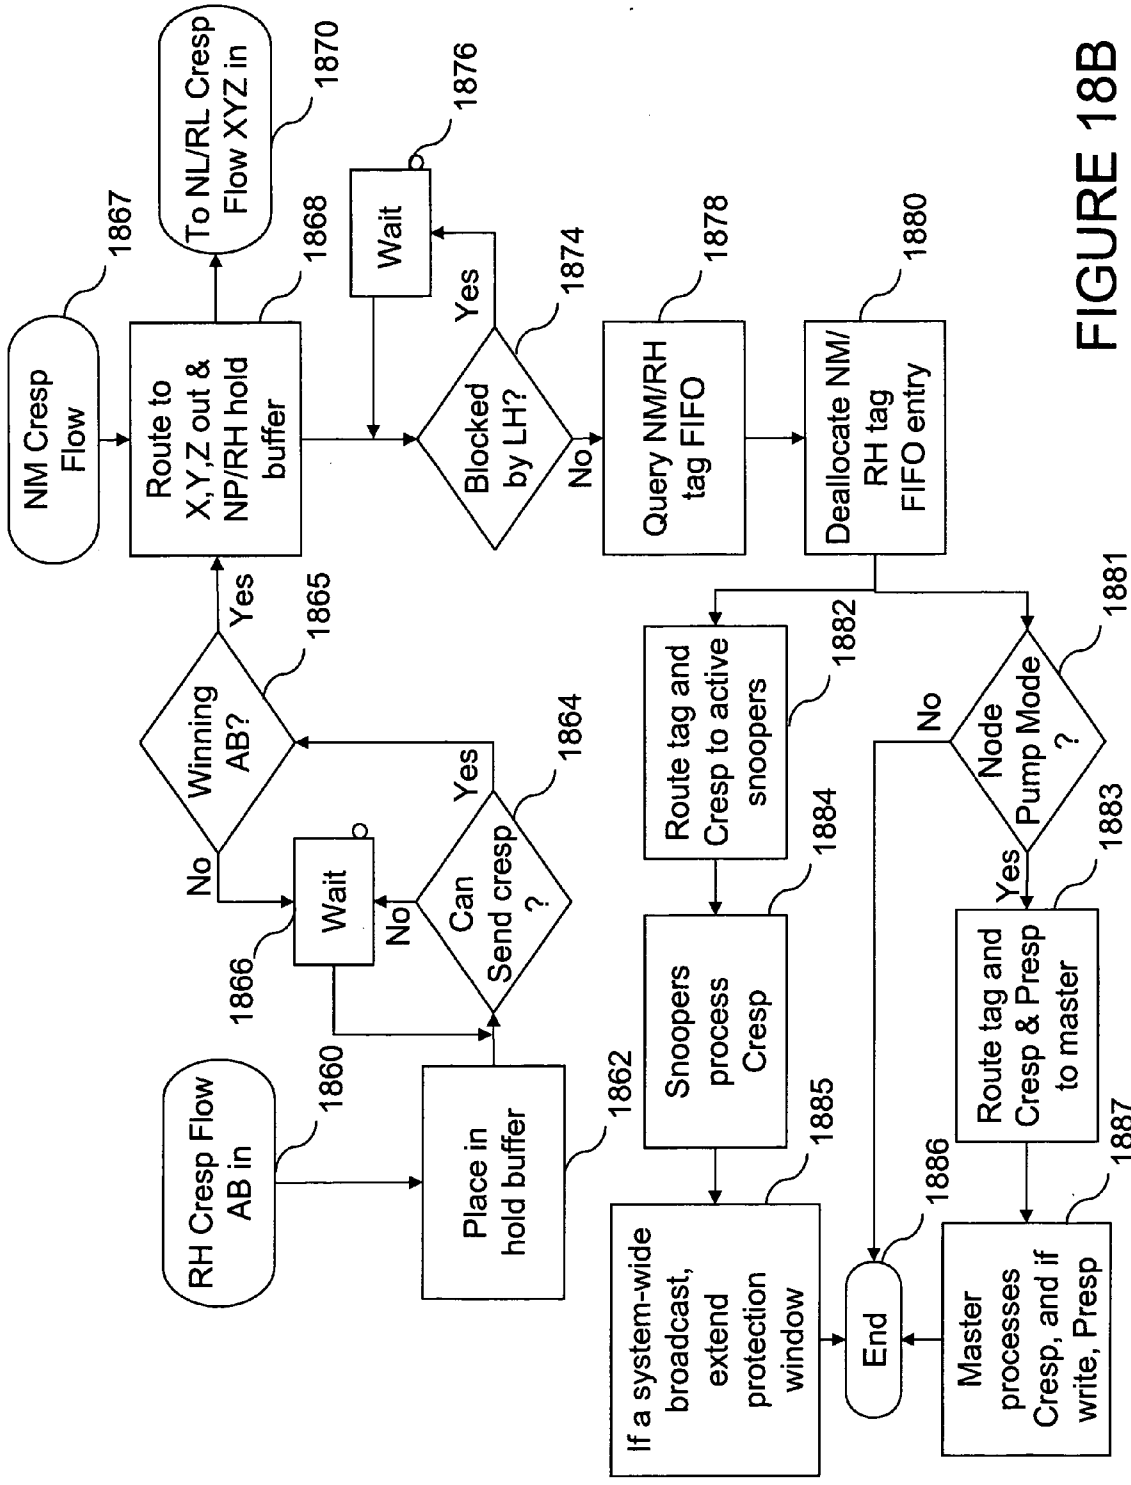 RH Cresp Flow
AB in
1860
Place in
hold buffer
1862
Can
Send cresp
?
1864
Yes
No
Wait
1866
Winning
AB?
1865
No
Yes
NM Cresp
Flow
1867
Route to
X,Y,Z out &
NP/RH hold
buffer
1868
To NL/RL Cresp
Flow XYZ in
1870
Blocked
by LH?
1874
Yes
Wait
1876
No
Query NM/RH
tag FIFO
1878
Deallocate NM/
RH tag
FIFO entry
1880
Route tag and
Cresp to active
snoopers
1882
Snoopers
process
Cresp
1884
If a system-wide
broadcast,
extend
protection
window
1885
Node
Pump Mode
?
1881
No
Yes
Route tag and
Cresp & Presp
to master
1883
Master
processes
Cresp, and if
write, Presp
1887
End
1886
FIGURE 18B